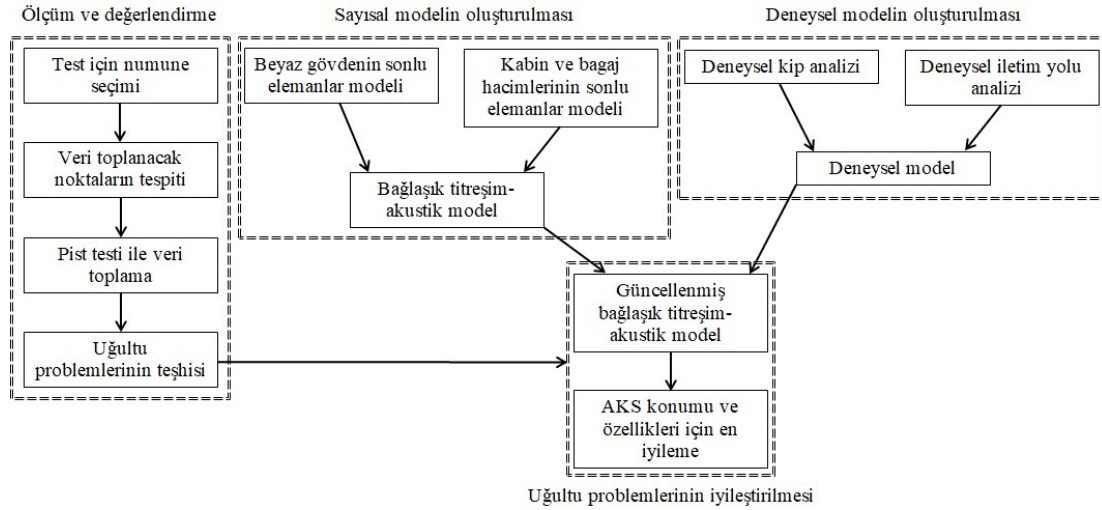 Ölçüm ve değerlendirme
Test için numune
seçimi
Veri toplanacak
noktaların tespiti
Pist testi ile veri
toplama
Uğultu
problemlerinin teşhisi
Sayısal modelin oluşturulması
Beyaz gövdenin sonlu
elemanlar modeli
Kabin ve bagaj
hacimlerinin sonlu
elemanlar modeli
Bağlaşık titreşim-
akustik model
Deneysel modelin oluşturulması
Deneysel kip analizi
Deneysel iletim yolu
analizi
Deneysel model
Güncellenmiş
bağlaşık titreşim-
akustik model
AKS konumu ve
özellikleri için en
iyileme
Uğultu problemlerinin iyileştirilmesi